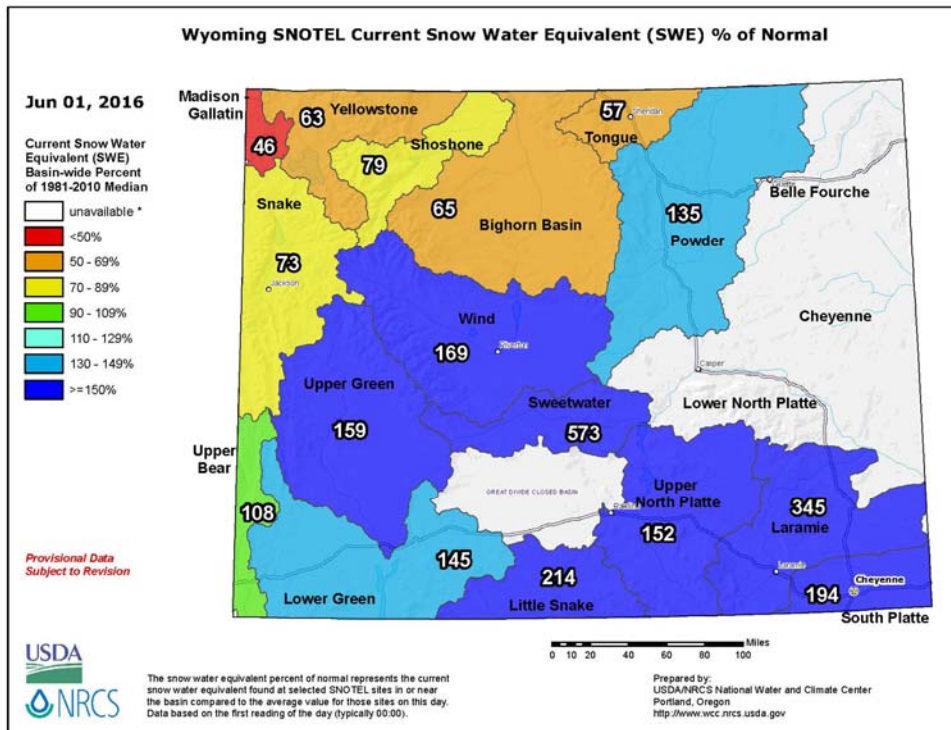 Wyoming SNOTEL Current Snow Water Equivalent (SWE) % of Normal
Jun 01, 2016
Current Snow Water
Equivalent (SWE)
Basin-wide Percent
of 1981-2010 Median
unavailable *
<50%
50 - 69%
70 - 89%
90 - 109%
110 - 129%
130 - 149%
>=150%
Provisional Data
Subject to Revision
Madison
Gallatin
46
63
Yellowstone
Shoshone
79
57
Sheridan
Tongue
Snake
73
Jackson
65
Bighorn Basin
135
Powder
Belle Fourche
Cheyenne
Wind
169
Riverton
Casper
Upper Green
159
Sweetwater
573
Lower North Platte
Upper
Bear
108
GREAT DIVIDE CLOSED BASIN
Upper
North Platte
152
345
Laramie
145
Lower Green
214
Little Snake
Laramie
Cheyenne
194
South Platte
Miles
0 10 20 40 60 80 100
USDA
NRCS
The snow water equivalent percent of normal represents the current
snow water equivalent found at selected SNOTEL sites in or near
the basin compared to the average value for those sites on this day.
Data based on the first reading of the day (typically 00:00).
Prepared by:
USDA/NRCS National Water and Climate Center
Portland, Oregon
http://www.wcc.nrcs.usda.gov